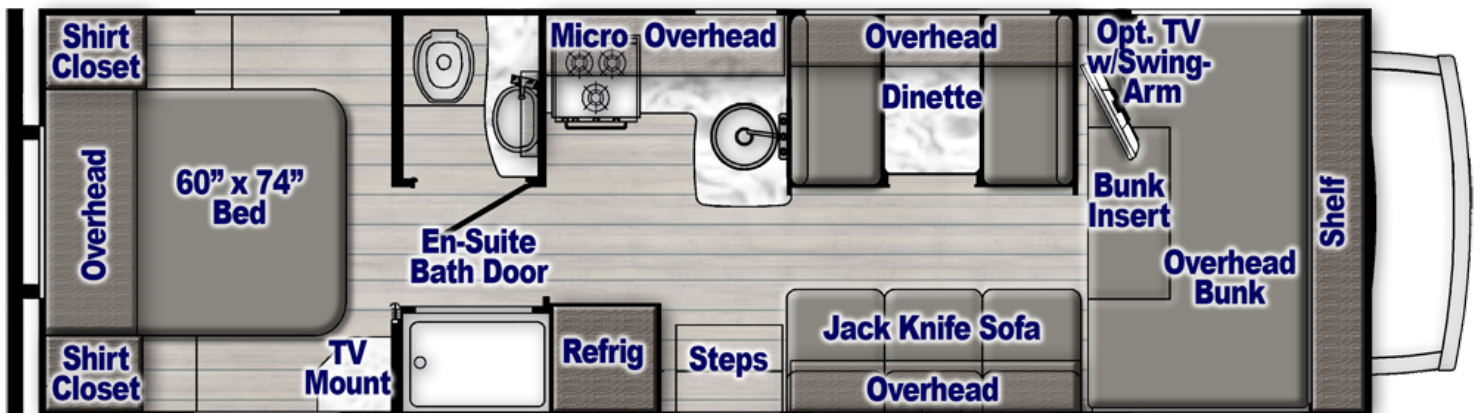 Shirt
Closet
Overhead
60” x 74”
Bed
Shirt
Closet
TV
Mount
En-Suite
Bath Door
Micro Overhead
Refrig
Steps
Overhead
Dinette
Jack Knife Sofa
Overhead
Opt. TV
w/Swing-
Arm
Bunk
Insert
Overhead
Bunk
Shelf